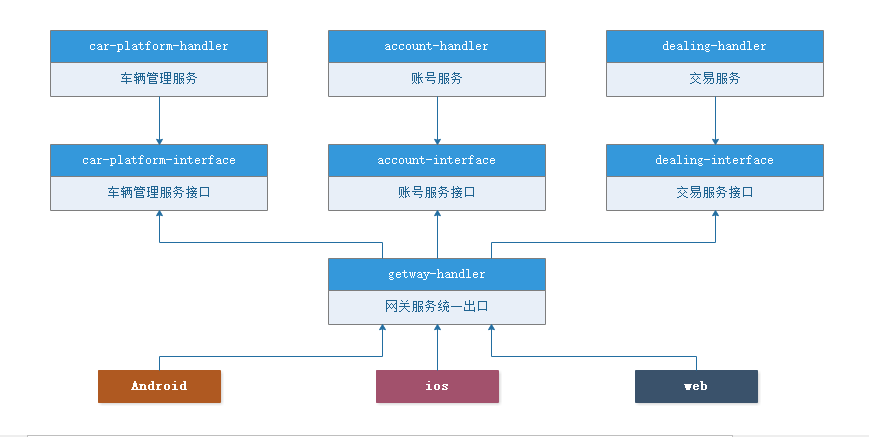 car-platform-handler
account-handler
dealing-handler
车辆管理服务
账号服务
交易服务
car-platform-interface
account-interface
dealing-interface
车辆管理服务接口
账号服务接口
交易服务接口
getway-handler
网关服务统一出口
Android
ios
web